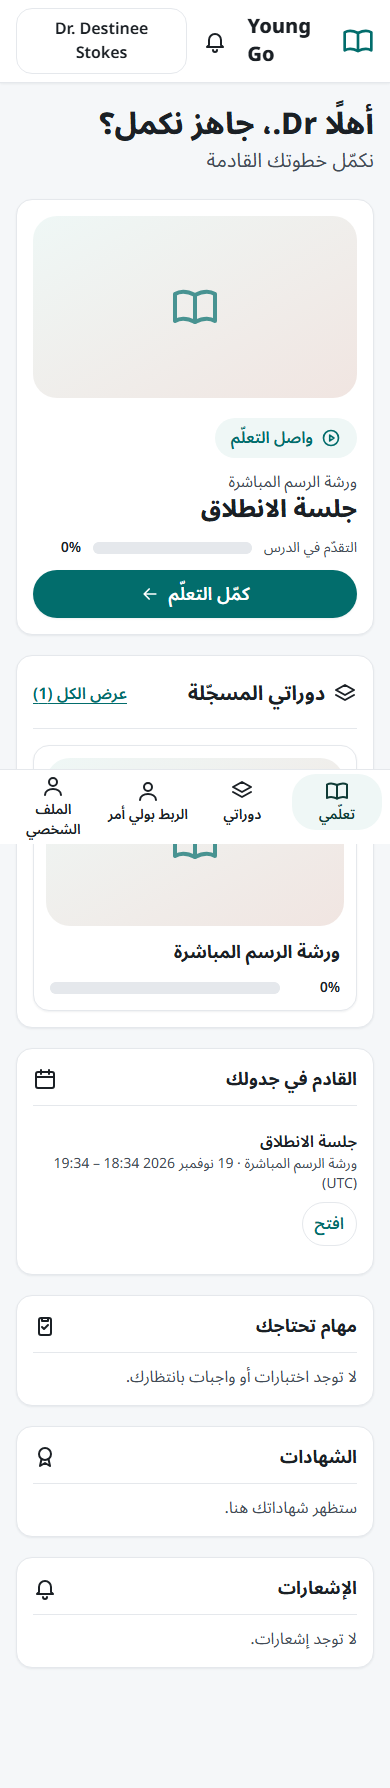 Young
Go
Dr. Destinee
Stokes
أهلًا Dr.، جاهز نكمل؟
نكمّل خطوتك القادمة
واصل التعلّم
ورشة الرسم المباشرة
جلسة الانطلاق
التقدّم في الدرس
0%
كمّل التعلّم
دوراتي المسجّلة
عرض الكل (1)
تعلّمي
دوراتي
الربط بولي أمر
الملف
الشخصي
ورشة الرسم المباشرة
0%
القادم في جدولك
جلسة الانطلاق
ورشة الرسم المباشرة · 19 نوفمبر 2026 18:34 – 19:34
(UTC)
افتح
مهام تحتاجك
لا توجد اختبارات أو واجبات بانتظارك.
الشهادات
ستظهر شهاداتك هنا.
الإشعارات
لا توجد إشعارات.